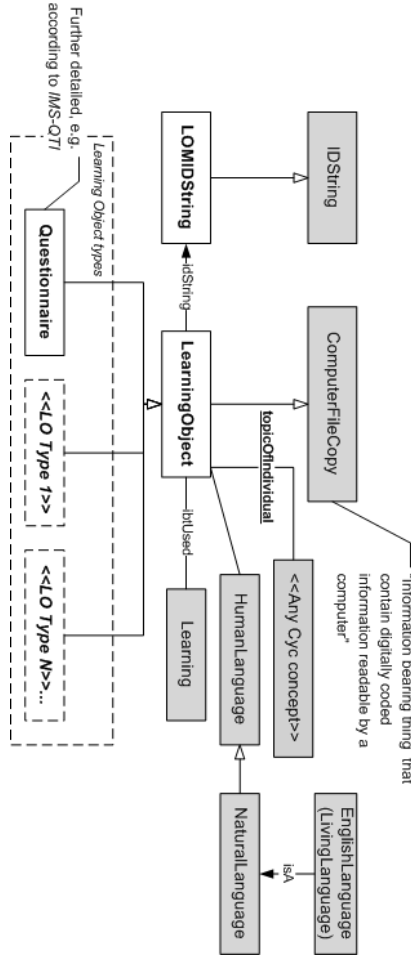 "Information bearing thing that
contain digitally coded
information readable by a
computer"
IDString
ComputerFileCopy
<<Any Cyc concept>>
EnglishLanguage
(LivingLanguage)
topicOfIndividual
isA
LOMIDString
idString
LearningObject
HumanLanguage
NaturalLanguage
ibtUsed
Learning
Further detailed, e.g.
according to IMS-QTI
Learning Object types
Questionnaire
<<LO Type 1>>
<<LO Type N>>...